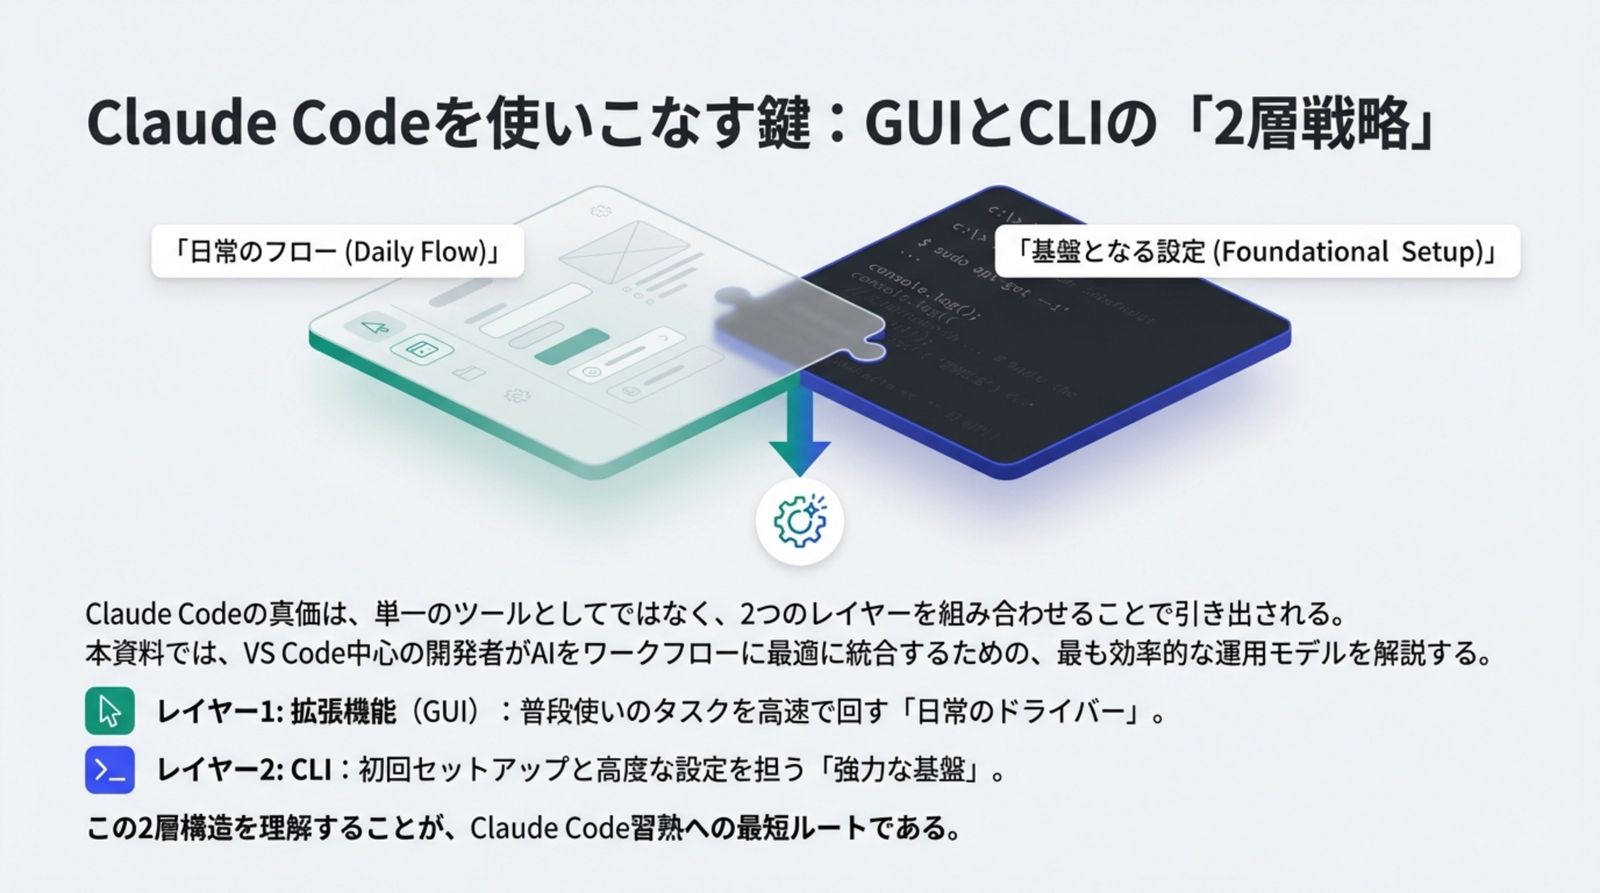 Claude Codeを使いこなす鍵：GUIとCLIの「2層戦略」
「日常のフロー (Daily Flow)」
「基盤となる設定 (Foundational Setup)」
c:\>
c:\>
... $ sudo apt-get
console.log();
Claude Codeの真価は、単一のツールとしてではなく、2つのレイヤーを組み合わせることで引き出される。
本資料では、VS Code中心の開発者がAIをワークフローに最適に統合するための、最も効率的な運用モデルを解説する。
レイヤー1: 拡張機能（GUI）：普段使いのタスクを高速で回す「日常のドライバー」。
レイヤー2: CLI：初回セットアップと高度な設定を担う「強力な基盤」。
この2層構造を理解することが、Claude Code習熟への最短ルートである。